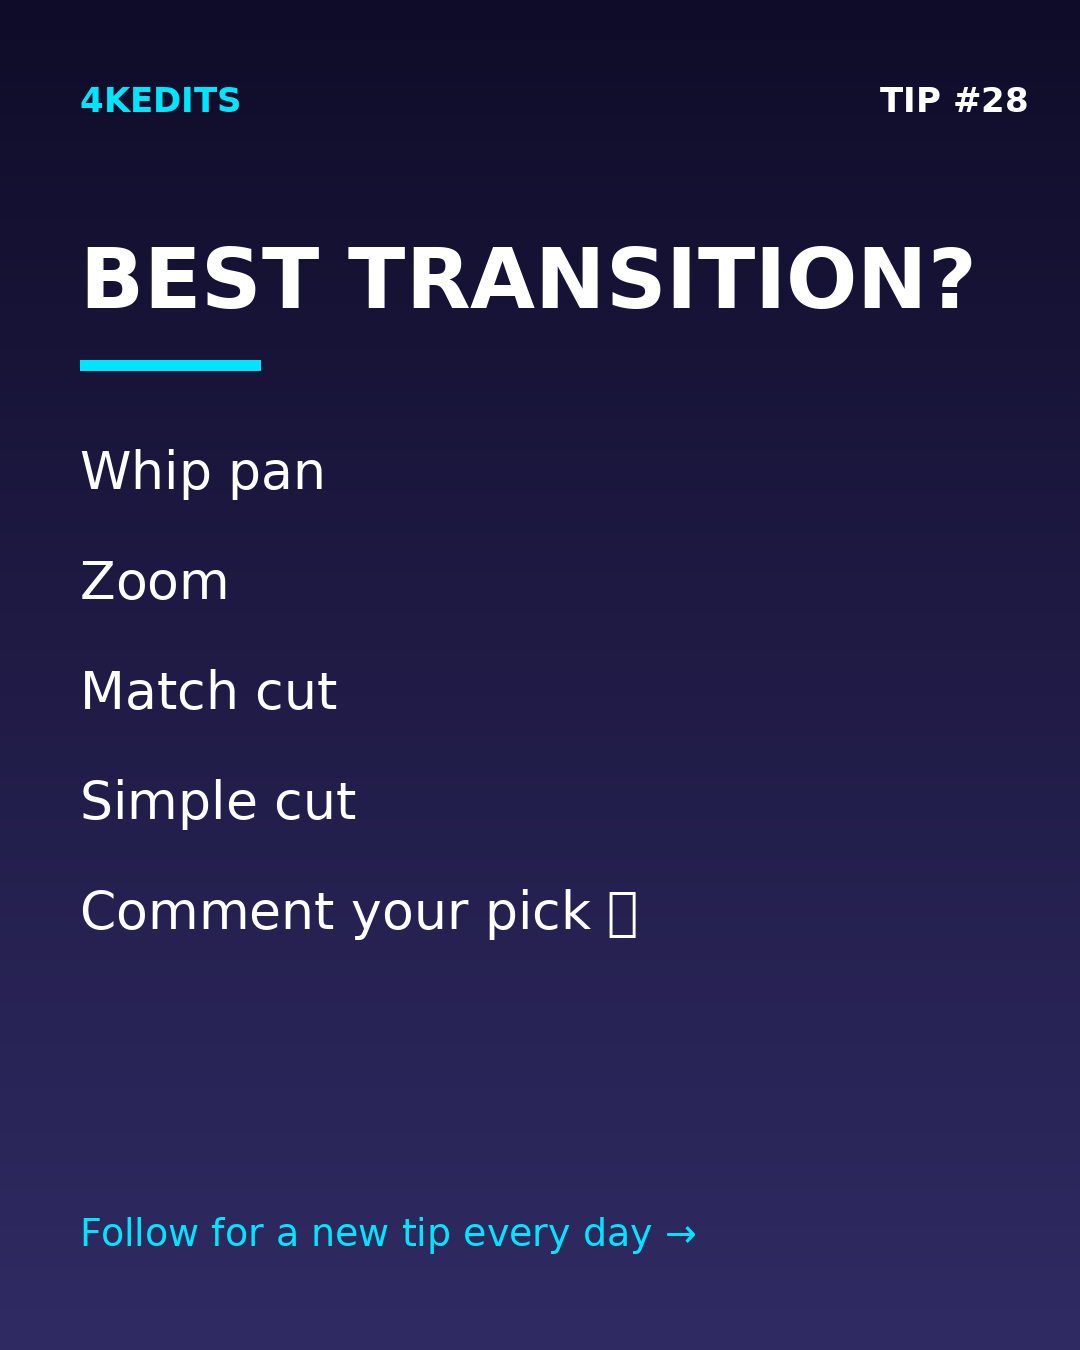 4KEDITS
TIP #28
BEST TRANSITION?
Whip pan
Zoom
Match cut
Simple cut
Comment your pick
Follow for a new tip every day →